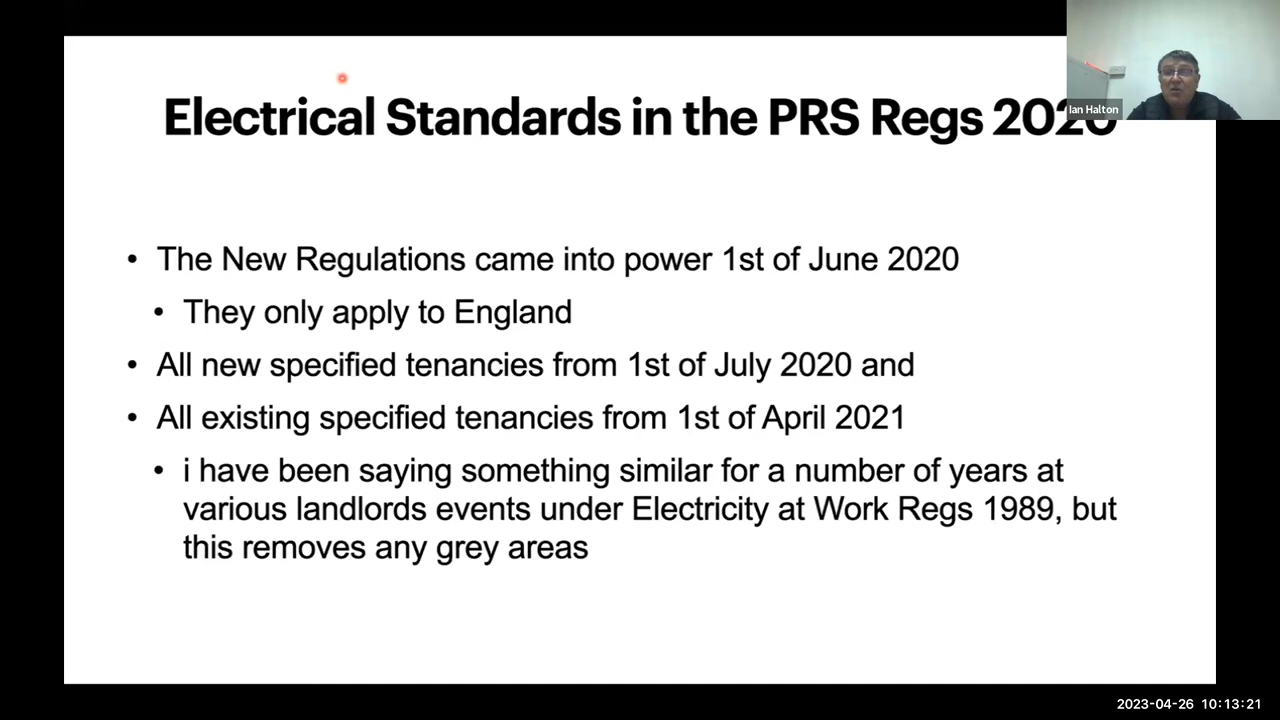 Electrical Standards in the PRS Regs 2020
Ian Halton
• The New Regulations came into power 1st of June 2020
• They only apply to England
• All new specified tenancies from 1st of July 2020 and
• All existing specified tenancies from 1st of April 2021
• i have been saying something similar for a number of years at
various landlords events under Electricity at Work Regs 1989, but
this removes any grey areas
2023-04-26 10:13:21